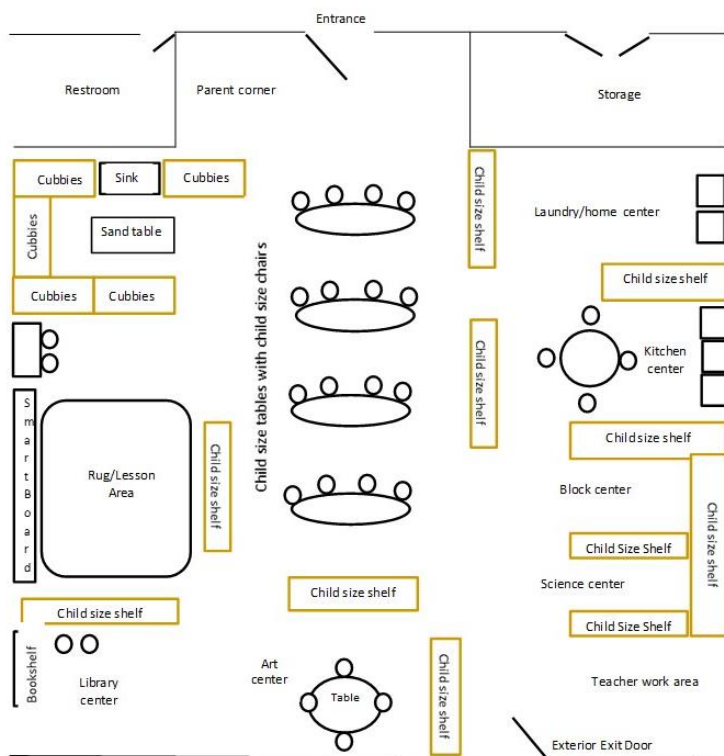 Entrance
Restroom
Parent corner
Storage
Cubbies
Sink
Cubbies
Child size shelf
Laundry/home center
Cubbies
Sand table
Child size tables with child size chairs
Child size shelf
Cubbies
Cubbies
Child size shelf
Kitchen
center
SmartBoard
Rug/Lesson
Area
Child size shelf
Child size shelf
Block center
Child size shelf
Child Size Shelf
Science center
Child size shelf
Child size shelf
Child Size Shelf
Bookshelf
Library
center
Art
center
Table
Child size shelf
Teacher work area
Exterior Exit Door